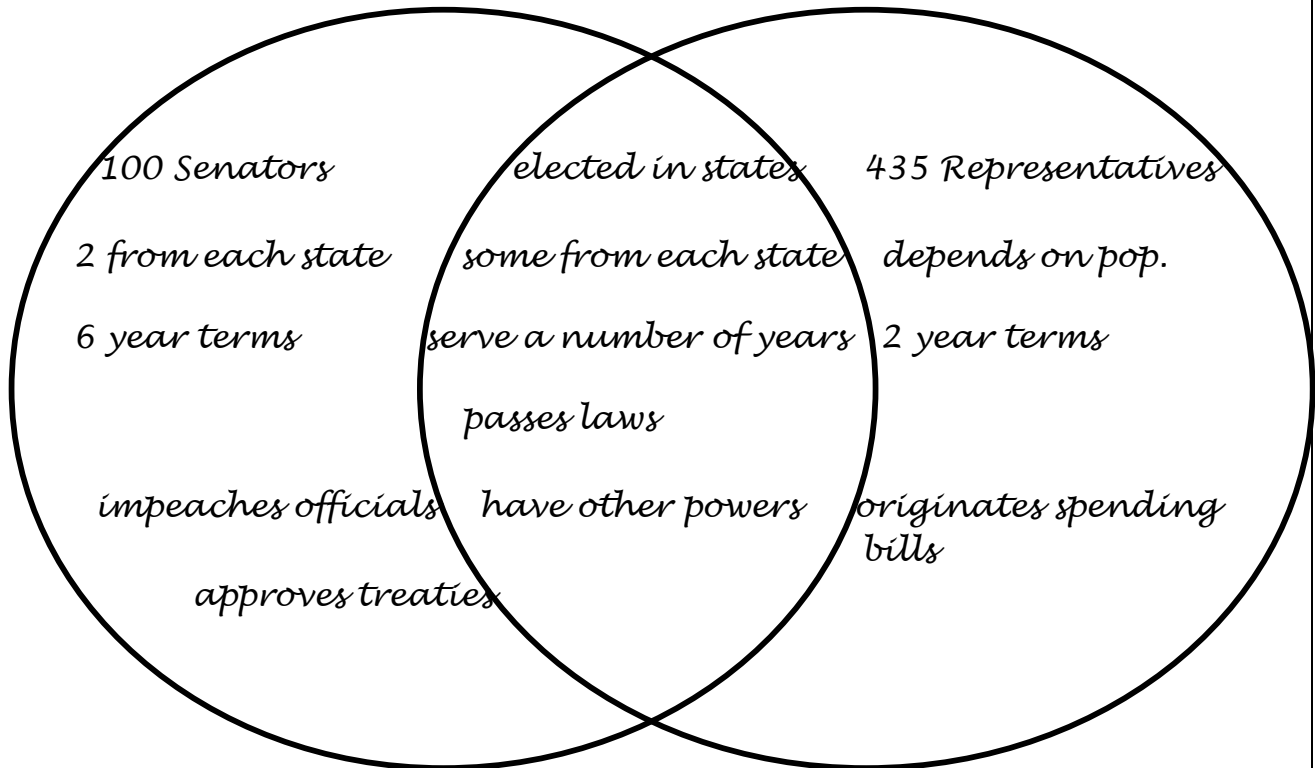 100 Senators
2 from each state
6 year terms
impeaches officials
approves treaties
elected in states
some from each state
serve a number of years
passes laws
have other powers
435 Representatives
depends on pop.
2 year terms
originates spending
bills